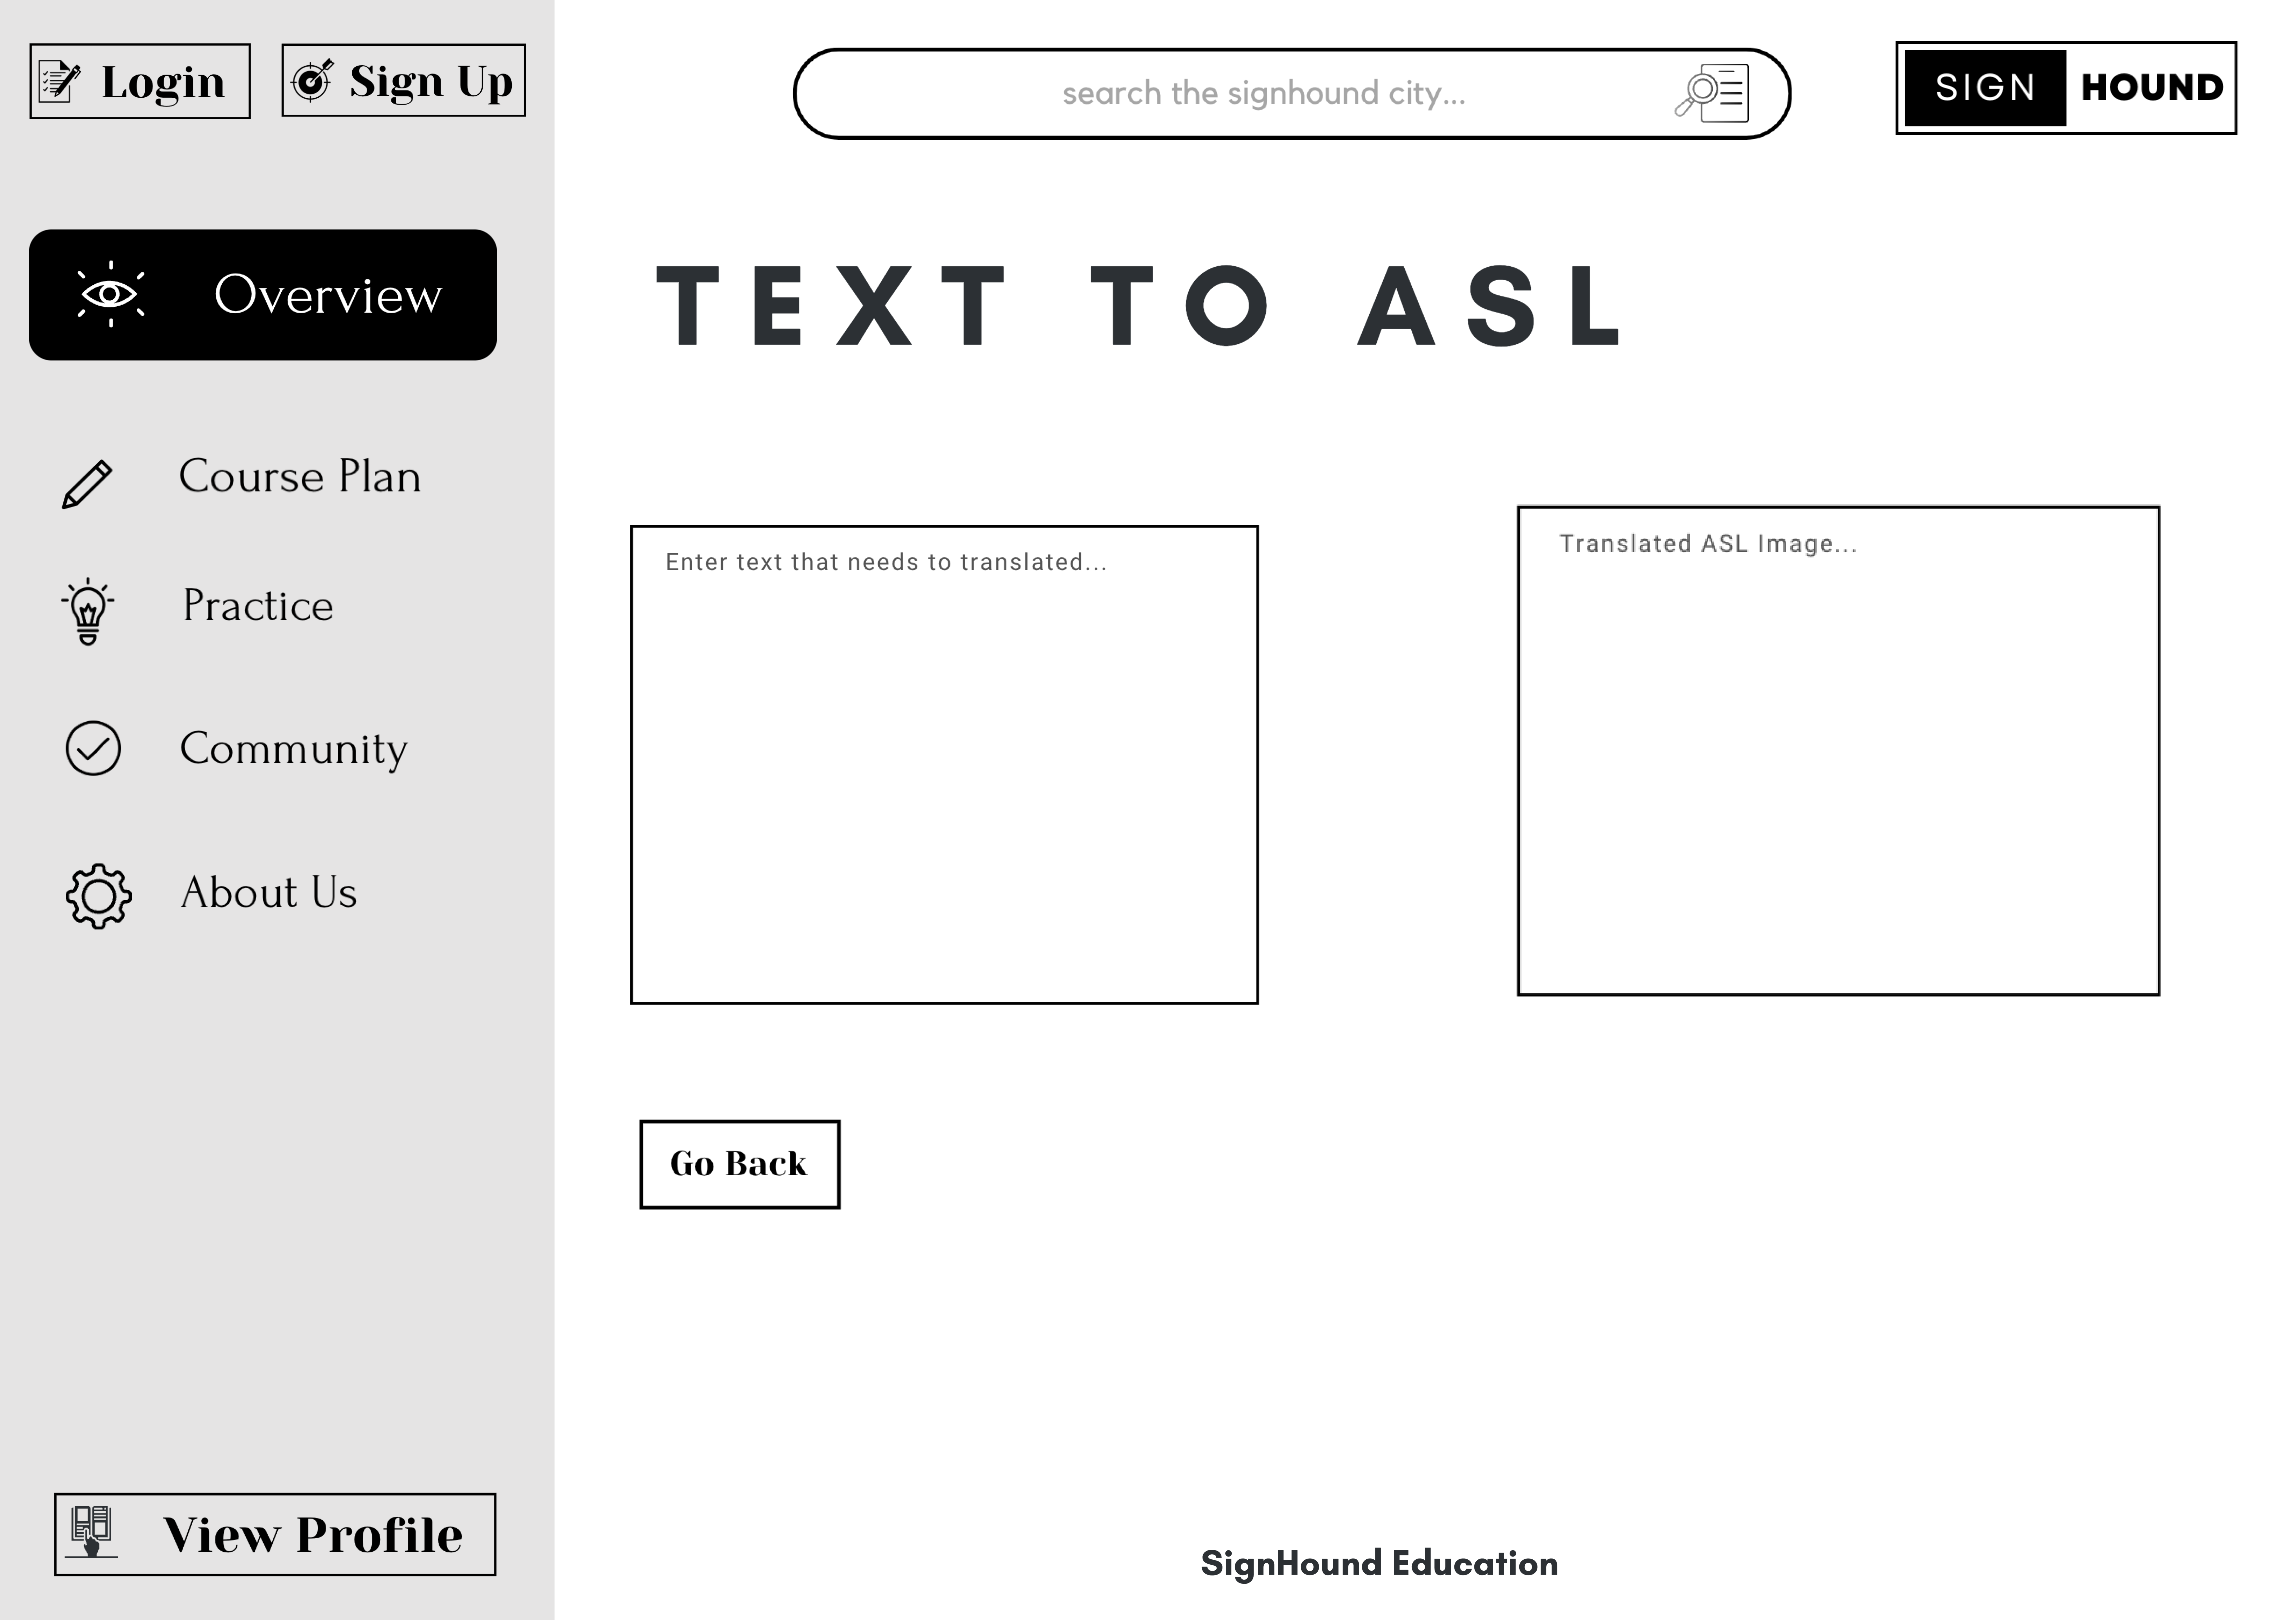 Login
Sign Up
search the signhound city...
SIGN HOUND
Overview
TEXT TO ASL
Course Plan
Practice
Community
About Us
Enter text that needs to translated...
Translated ASL Image...
Go Back
View Profile
SignHound Education